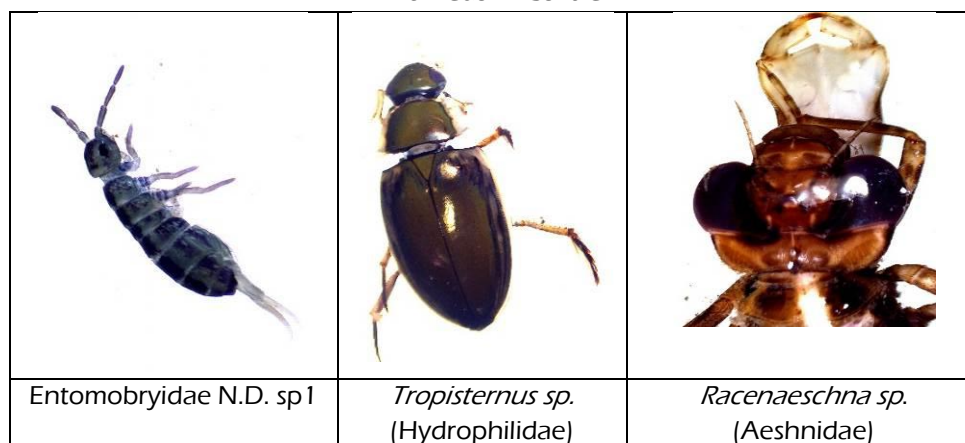 Entomobryidae N.D. sp1
Tropisternus sp.
(Hydrophilidae)
Racenaeschna sp.
(Aeshnidae)